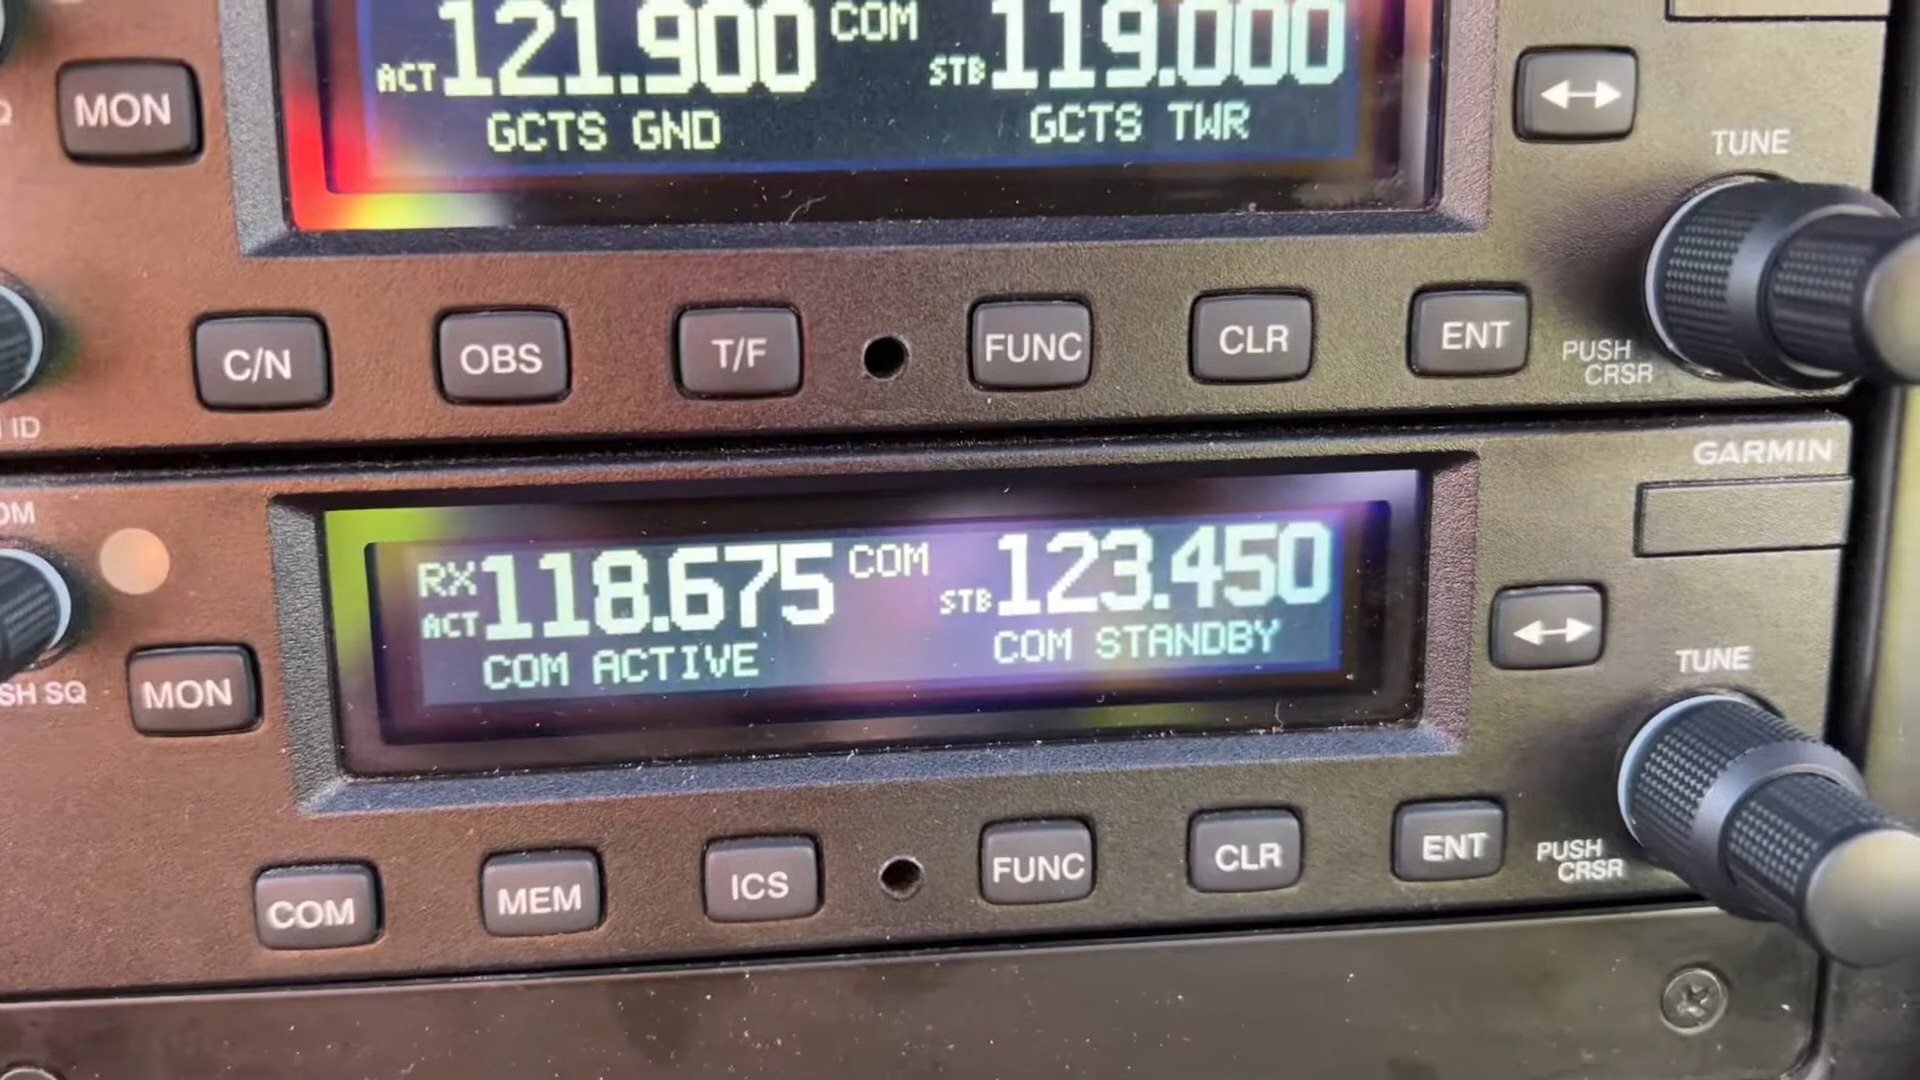 121.900 COM 119.000
ACT STB
GCTS GND GCTS TWR
MON
TUNE
C/N OBS T/F FUNC CLR ENT
PUSH
CRSR
ID
GARMIN
RX 118.675 COM 123.450
ACT STB
COM ACTIVE COM STANDBY
SQ
MON
TUNE
COM MEM ICS FUNC CLR ENT
PUSH
CRSR